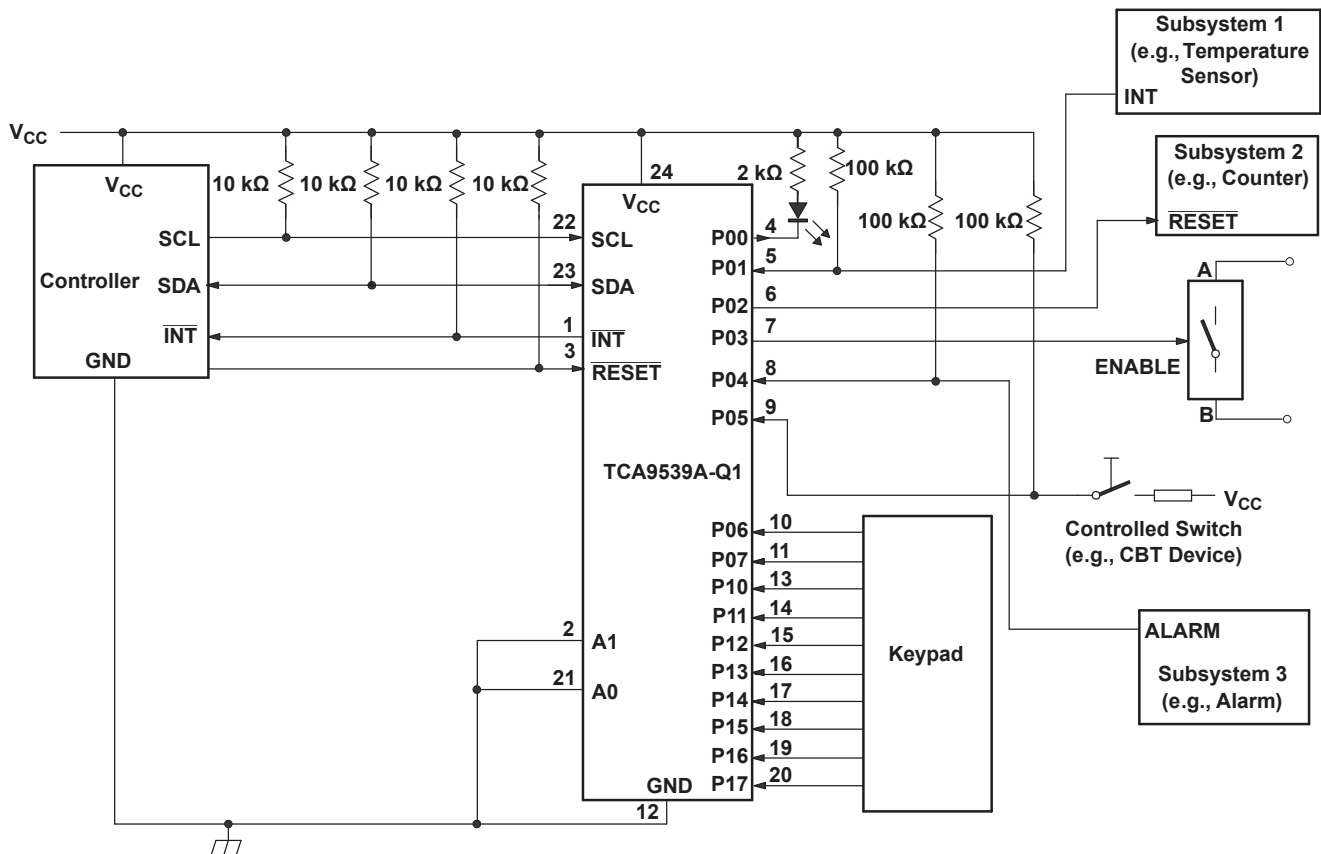 Subsystem 1
(e.g., Temperature
Sensor)
INT
VCC
VCC
10 kΩ
10 kΩ
10 kΩ
10 kΩ
24
VCC
2 kΩ
100 kΩ
100 kΩ
100 kΩ
Subsystem 2
(e.g., Counter)
RESET
Controller
SCL
SDA
INT
GND
22
SCL
23
SDA
1
INT
3
RESET
P00
4
P01
5
P02
6
P03
7
P04
8
P05
9
A
ENABLE
B
TCA9539A-Q1
VCC
Controlled Switch
(e.g., CBT Device)
P06
10
P07
11
P10
13
P11
14
P12
15
P13
16
P14
17
P15
18
P16
19
P17
20
Keypad
2
A1
21
A0
GND
12
ALARM
Subsystem 3
(e.g., Alarm)